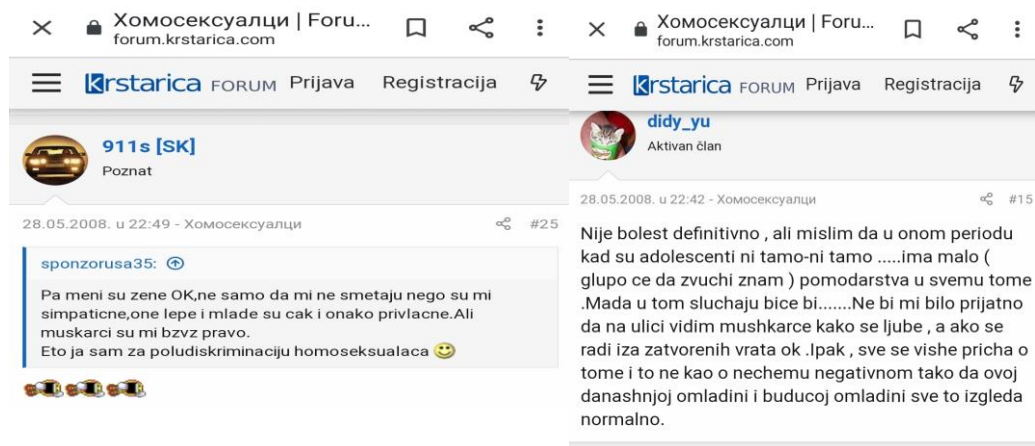 Хомосексуалци | Foru...
forum.krstarica.com
Krstarica FORUM Prijava Registracija
911s [SK]
Poznat
28.05.2008. u 22:49 - Хомосексуалци #25
sponzorusa35:
Pa meni su zene OK,ne samo da mi ne smetaju nego su mi
simpaticne,one lepe i mlade su cak i onako privlacne.Ali
muskarci su mi bzvz pravo.
Eto ja sam za poludiskriminaciju homoseksualaca
Хомосексуалци | Foru...
forum.krstarica.com
Krstarica FORUM Prijava Registracija
didy_yu
Aktivan član
28.05.2008. u 22:42 - Хомосексуалци #15
Nije bolest definitivno , ali mislim da u onom periodu
kad su adolescenti ni tamo-ni tamo .....ima malo (
glupo ce da zvuchi znam ) pomodarstva u svemu tome
.Mada u tom sluchaju bice bi.......Ne bi mi bilo prijatno
da na ulici vidim mushkarce kako se ljube , a ako se
radi iza zatvorenih vrata ok .Ipak , sve se vishe pricha o
tome i to ne kao o nechemu negativnom tako da ovoj
danashnjoj omladini i buducoj omladini sve to izgleda
normalno.